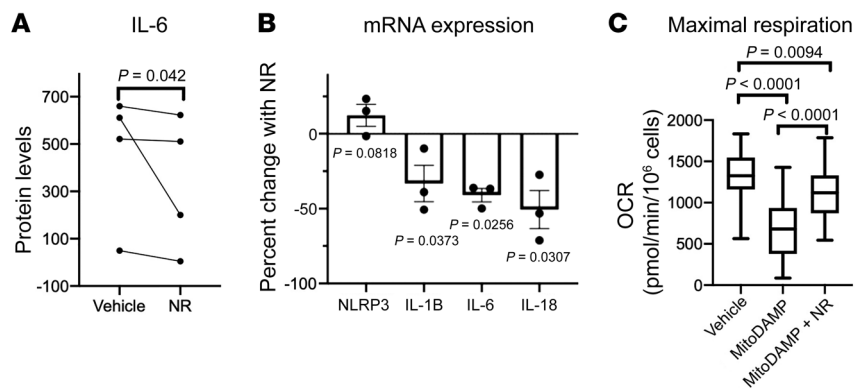 A
IL-6
Protein levels
700
500
300
100
-100
P = 0.042
Vehicle
NR
B
mRNA expression
Percent change with NR
0
-50
-100
P = 0.0818
P = 0.0373
P = 0.0256
P = 0.0307
NLRP3
IL-1B
IL-6
IL-18
C
Maximal respiration
P = 0.0094
P < 0.0001
P < 0.0001
OCR
(pmol/min/10⁶ cells)
2000
1500
1000
500
0
Vehicle
MitoDAMP
MitoDAMP + NR